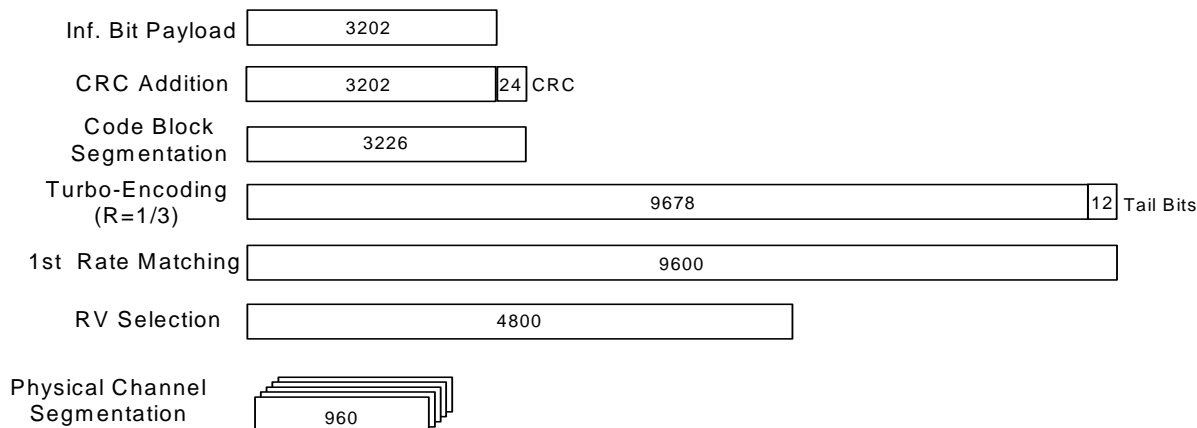 Inf. Bit Payload 3202
CRC Addition 3202 24 CRC
Code Block
Segmentation 3226
Turbo-Encoding
(R=1/3) 9678 12 Tail Bits
1st Rate Matching 9600
RV Selection 4800
Physical Channel
Segmentation 960